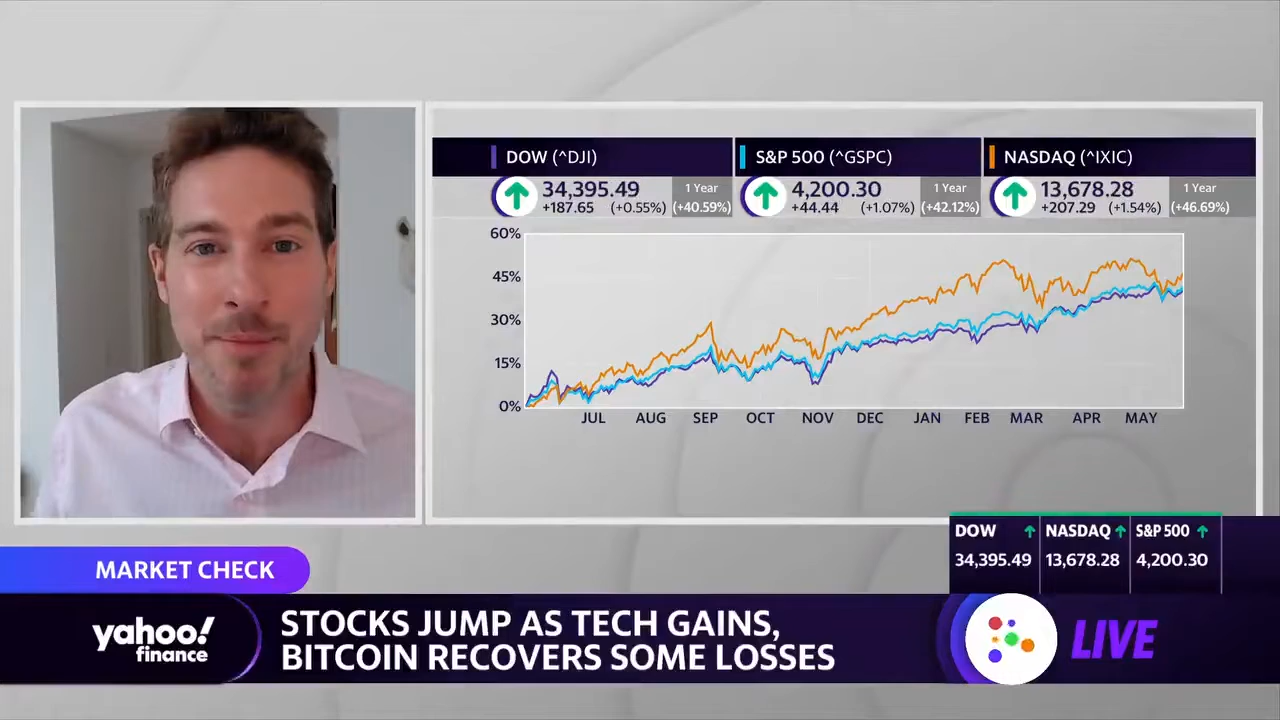 DOW (^DJI)
34,395.49
+187.65 (+0.55%)
1 Year
(+40.59%)
S&P 500 (^GSPC)
4,200.30
+44.44 (+1.07%)
1 Year
(+42.12%)
NASDAQ (^IXIC)
13,678.28
+207.29 (+1.54%)
1 Year
(+46.69%)
60%
45%
30%
15%
0%
JUL AUG SEP OCT NOV DEC JAN FEB MAR APR MAY
DOW NASDAQ S&P 500
34,395.49 13,678.28 4,200.30
MARKET CHECK
yahoo!
finance
STOCKS JUMP AS TECH GAINS,
BITCOIN RECOVERS SOME LOSSES
LIVE